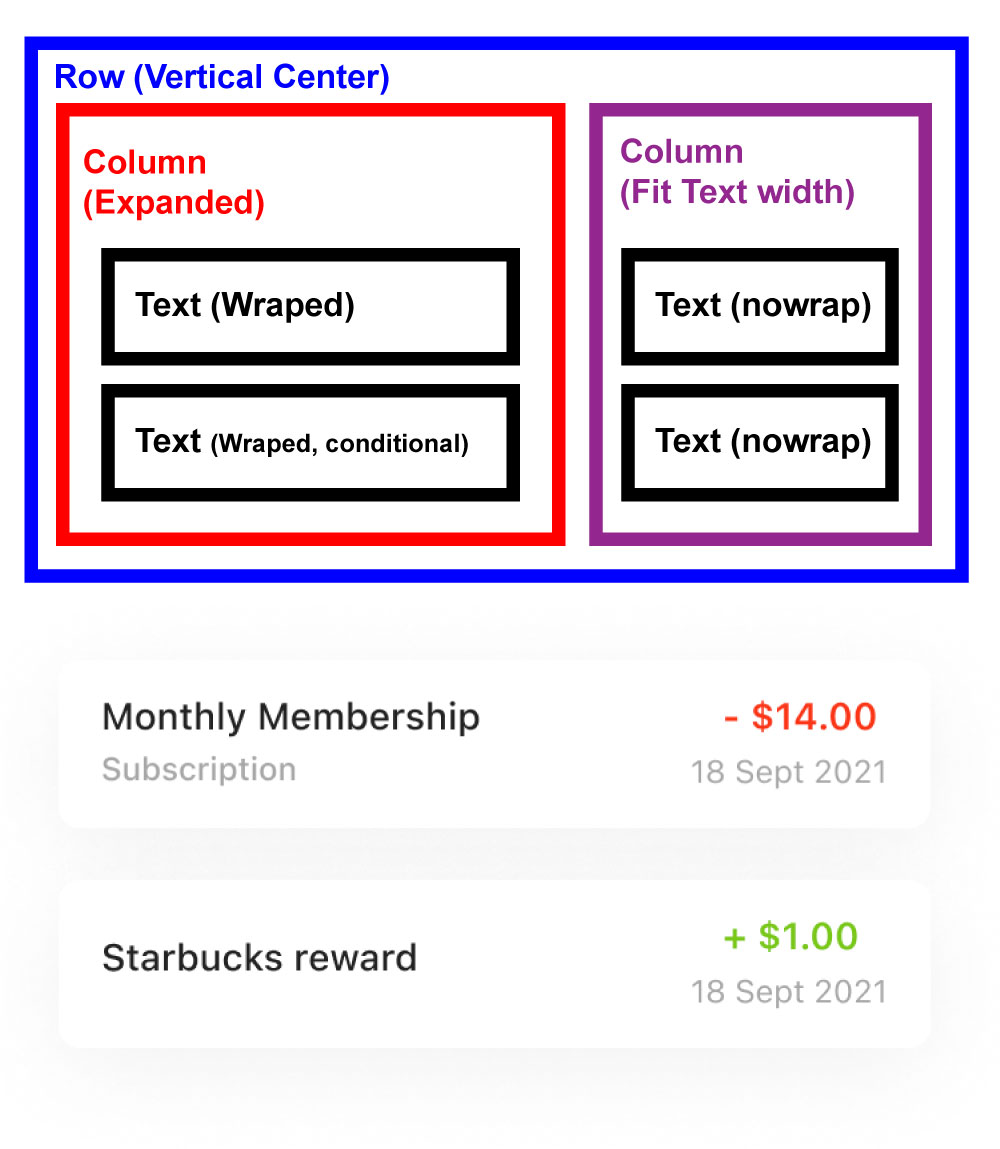 Row (Vertical Center)
Column
(Expanded)
Text (Wraped)
Text (Wraped, conditional)
Column
(Fit Text width)
Text (nowrap)
Text (nowrap)
Monthly Membership
- $14.00
Subscription
18 Sept 2021
Starbucks reward
+ $1.00
18 Sept 2021